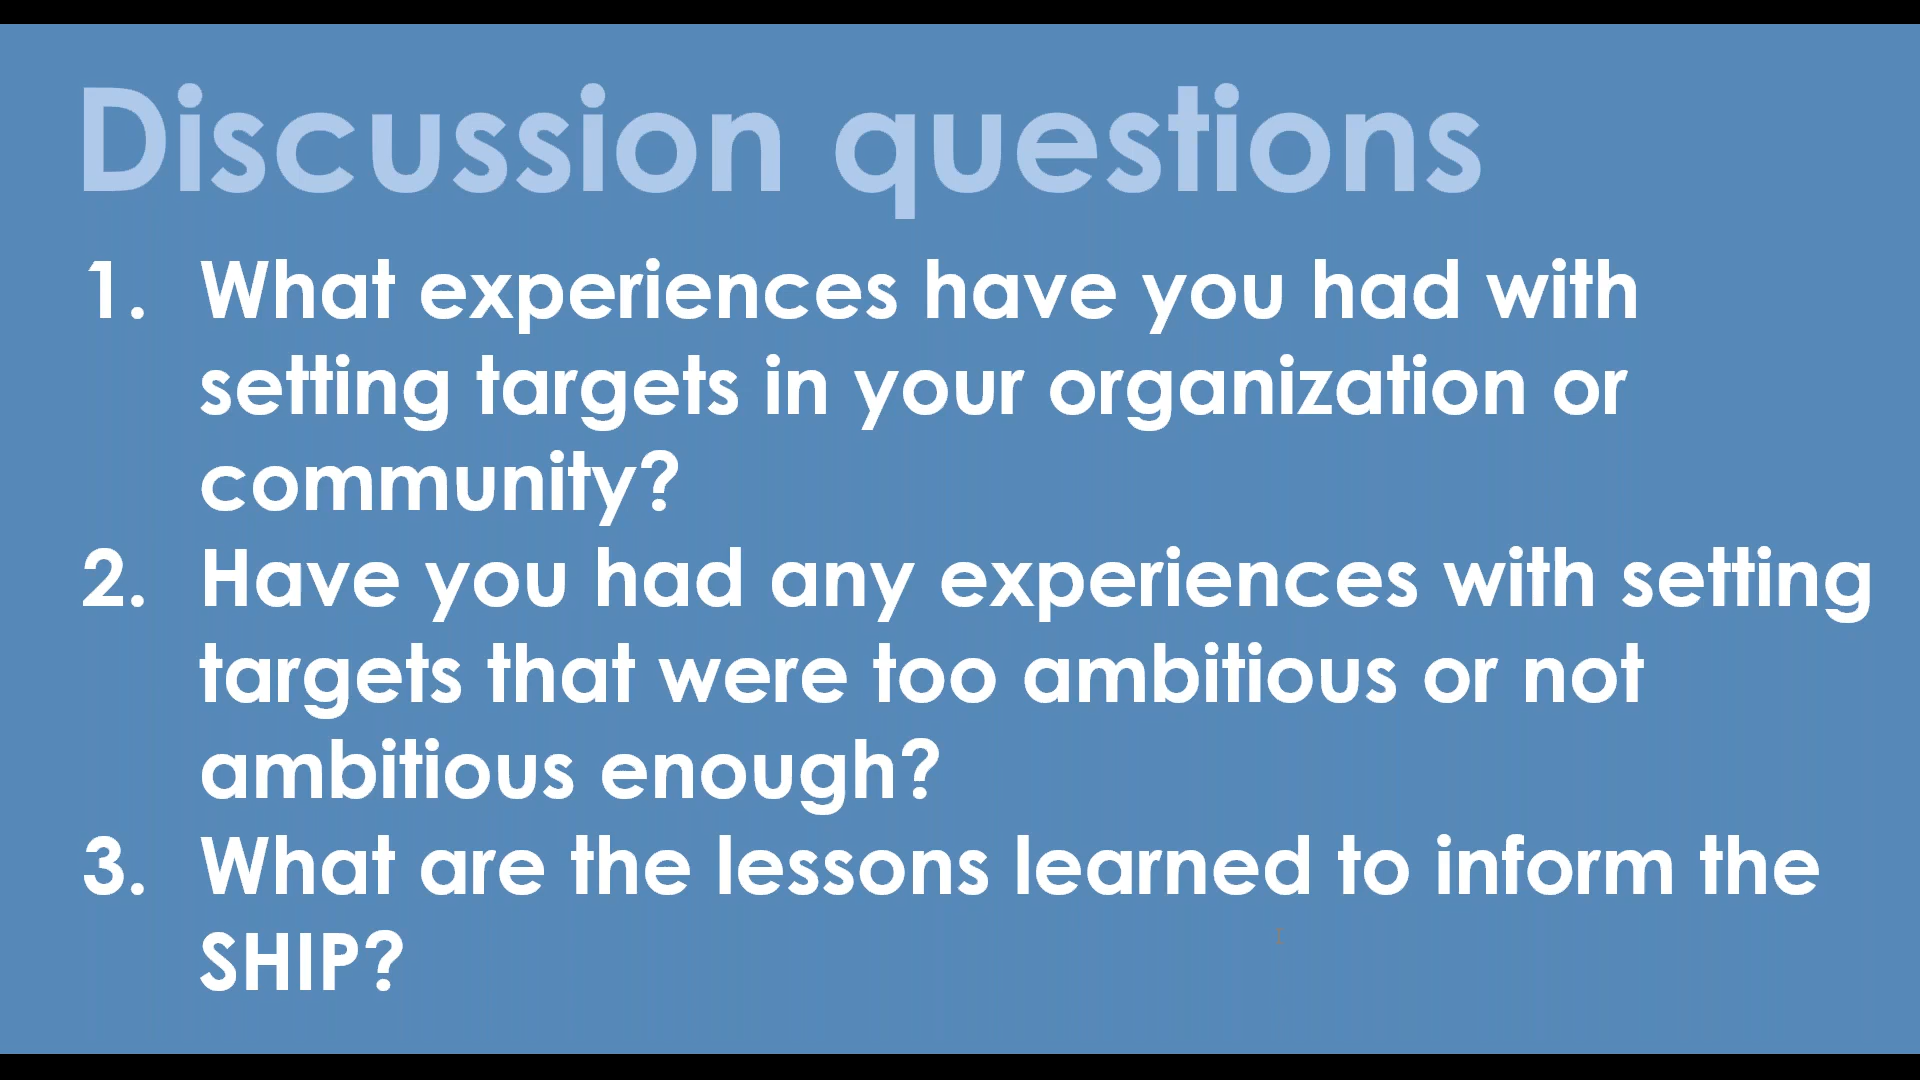 Discussion questions
1. What experiences have you had with
setting targets in your organization or
community?
2. Have you had any experiences with setting
targets that were too ambitious or not
ambitious enough?
3. What are the lessons learned to inform the
SHIP?